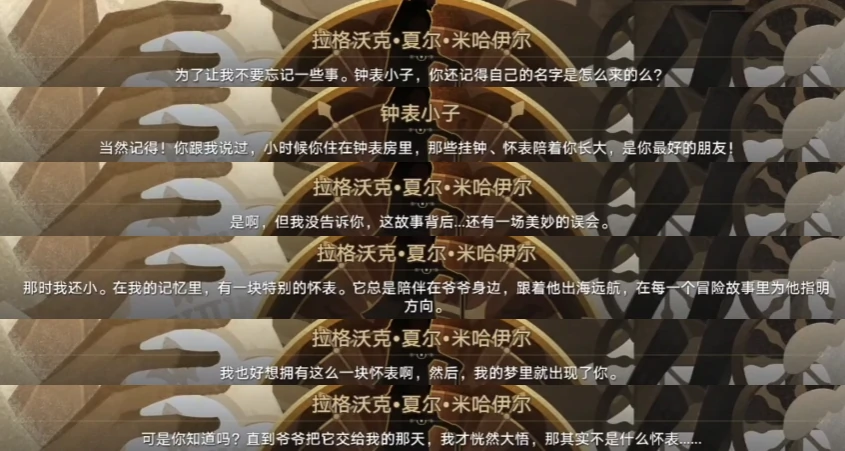 拉格沃克•夏尔•米哈伊尔
为了让我不要忘记一些事。钟表小子，你还记得自己的名字是怎么来的么？
钟表小子
当然记得！你跟我说过，小时候你住在钟表房里，那些挂钟、怀表陪着你长大，是你最好的朋友！
拉格沃克•夏尔•米哈伊尔
是啊，但我没告诉你，这故事背后...还有一场美妙的误会。
拉格沃克•夏尔•米哈伊尔
那时我还小。在我的记忆里，有一块特别的怀表。它总是陪伴在爷爷身边，跟着他出海远航，在每一个冒险故事里为他指明
方向。
拉格沃克•夏尔•米哈伊尔
我也好想拥有这么一块怀表啊，然后，我的梦里就出现了你。
拉格沃克•夏尔•米哈伊尔
可是你知道吗？直到爷爷把它交给我的那天，我才恍然大悟，那其实不是什么怀表......